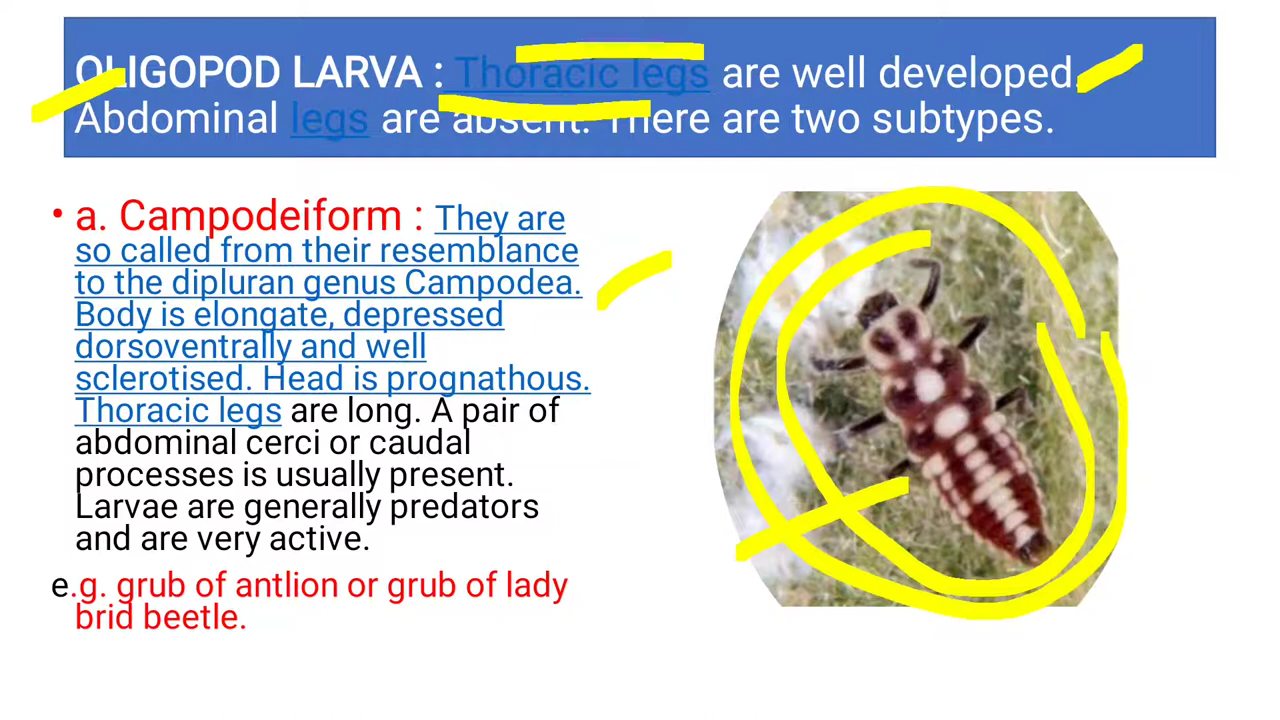 OLIGOPOD LARVA : Thoracic legs are well developed.
Abdominal legs are absent. There are two subtypes.
• a. Campodeiform : They are
so called from their resemblance
to the dipluran genus Campodea.
Body is elongate, depressed
dorsoventrally and well
sclerotised. Head is prognathous.
Thoracic legs are long. A pair of
abdominal cerci or caudal
processes is usually present.
Larvae are generally predators
and are very active.
e.g. grub of antlion or grub of lady
brid beetle.